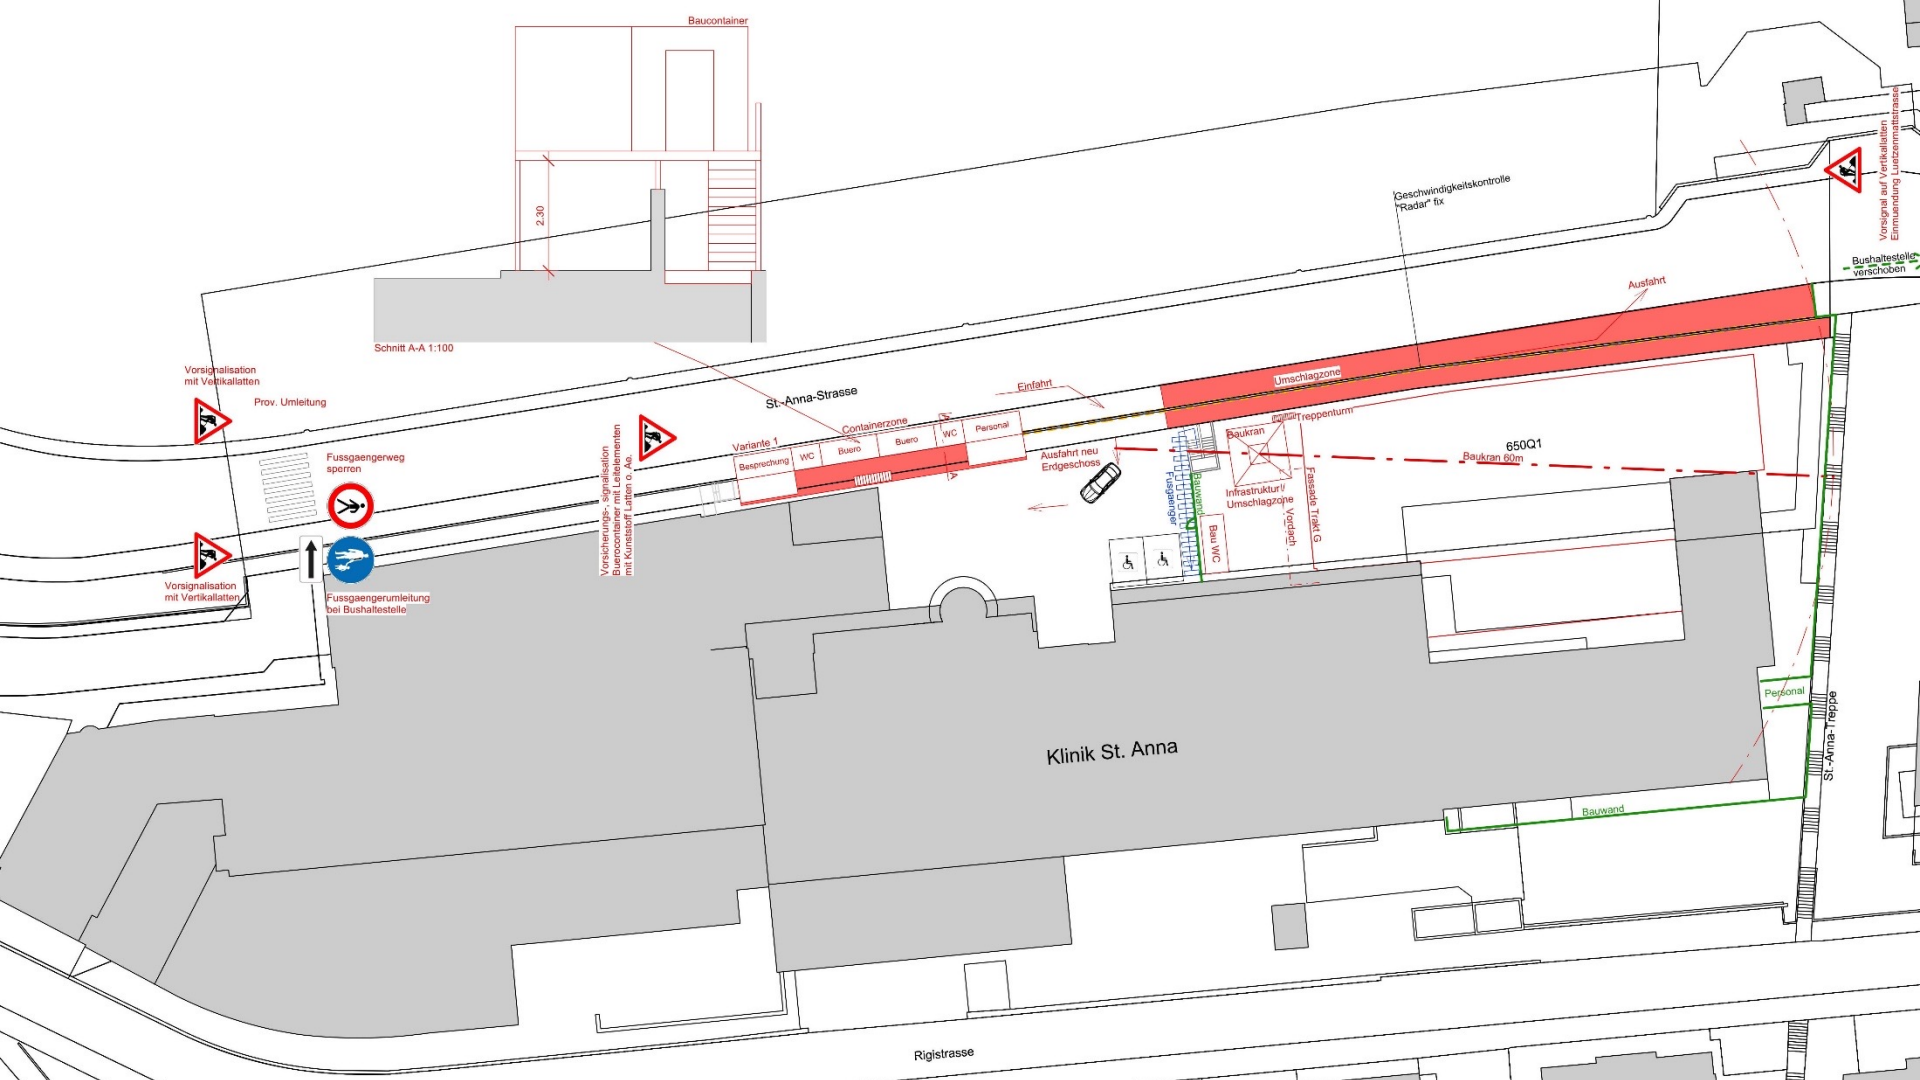 Baucontainer
2.30
Schnitt A-A 1:100
Geschwindigkeitskontrolle
"Radar" fix
Vorsignal auf Vertikallatten
Einmuendung Luetzenmattstrasse
Bushaltestelle
verschoben
Ausfahrt
Vorsignalisation
mit Vertikallatten
Prov. Umleitung
St.-Anna-Strasse
Einfahrt
Umschlagzone
Treppenturm
Fussgaengerweg
sperren
Vorsicherungs-, signalisation
Buerocontainer mit Leitelementen
mit Kunststoff Latten o. Ae.
Variante 1
Containerzone
A
Besprechung
WC
Buero
Buero
WC
Personal
A
Ausfahrt neu
Erdgeschoss
Baukran
650Q1
Baukran 60m
Infrastruktur/
Umschlagzone
Fusgaenger
Bauwand
Bau WC
Vordach
Fassade Trakt G
Vorsignalisation
mit Vertikallatten
Fussgaengerumleitung
bei Bushaltestelle
Personal
St.-Anna-Treppe
Klinik St. Anna
Bauwand
Rigistrasse